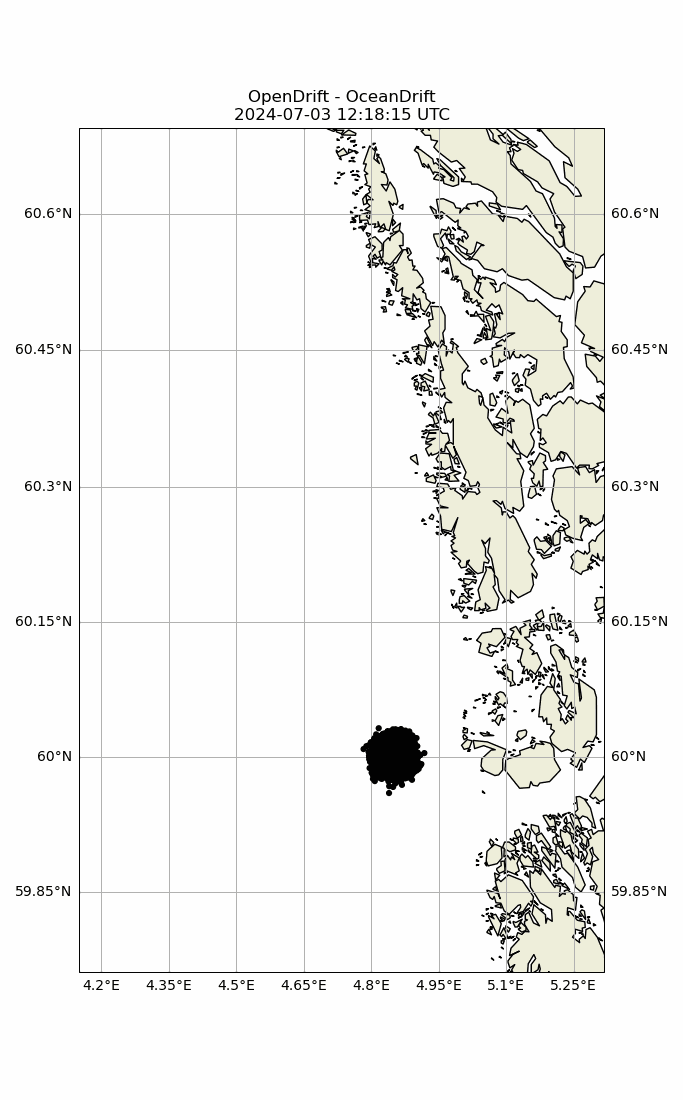 OpenDrift - OceanDrift
2024-07-03 12:18:15 UTC
60.6°N 60.6°N
60.45°N 60.45°N
60.3°N 60.3°N
60.15°N 60.15°N
60°N 60°N
59.85°N 59.85°N
4.2°E 4.35°E 4.5°E 4.65°E 4.8°E 4.95°E 5.1°E 5.25°E